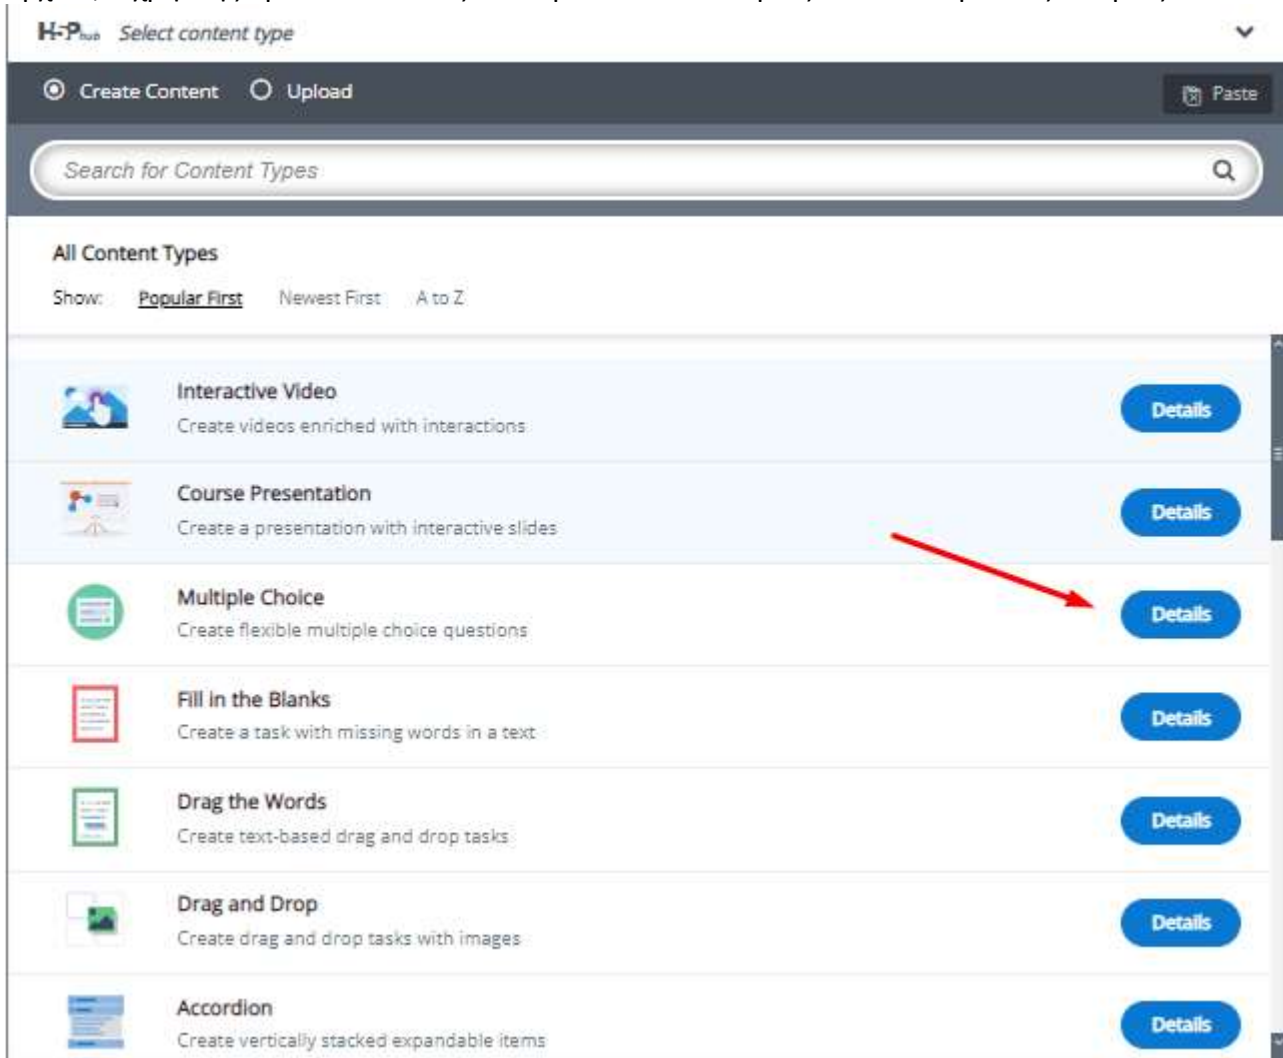 H5P hub Select content type
Create Content Upload Paste
Search for Content Types
All Content Types
Show: Popular First Newest First A to Z
Interactive Video
Create videos enriched with interactions
Details
Course Presentation
Create a presentation with interactive slides
Details
Multiple Choice
Create flexible multiple choice questions
Details
Fill in the Blanks
Create a task with missing words in a text
Details
Drag the Words
Create text-based drag and drop tasks
Details
Drag and Drop
Create drag and drop tasks with images
Details
Accordion
Create vertically stacked expandable items
Details